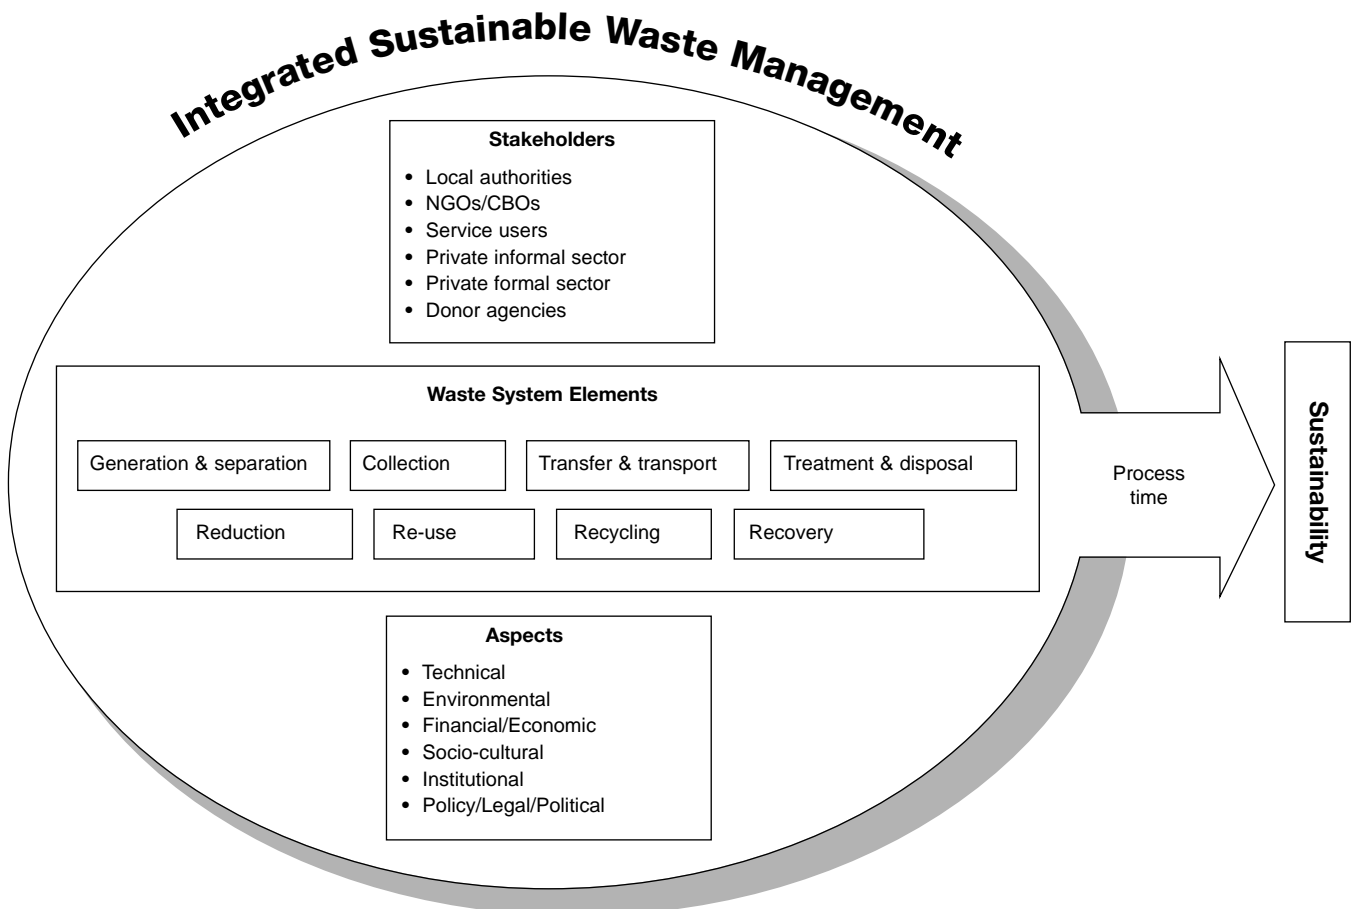 Integrated Sustainable Waste Management
Stakeholders
• Local authorities
• NGOs/CBOs
• Service users
• Private informal sector
• Private formal sector
• Donor agencies
Waste System Elements
Generation & separation
Collection
Transfer & transport
Treatment & disposal
Reduction
Re-use
Recycling
Recovery
Aspects
• Technical
• Environmental
• Financial/Economic
• Socio-cultural
• Institutional
• Policy/Legal/Political
Process
time
Sustainability